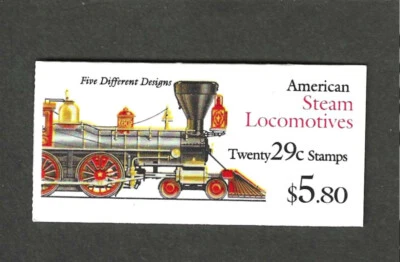 Five Different Designs
American
Steam
Locomotives
Twenty 29c Stamps
$5.80